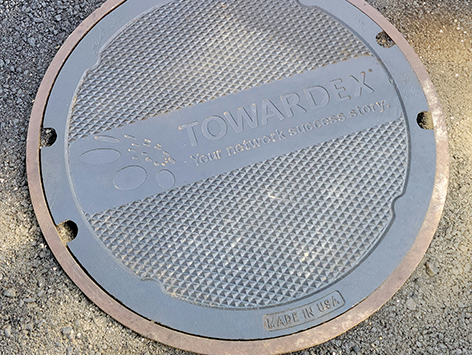 TOWARDEX
Your network success story.
MADE IN USA